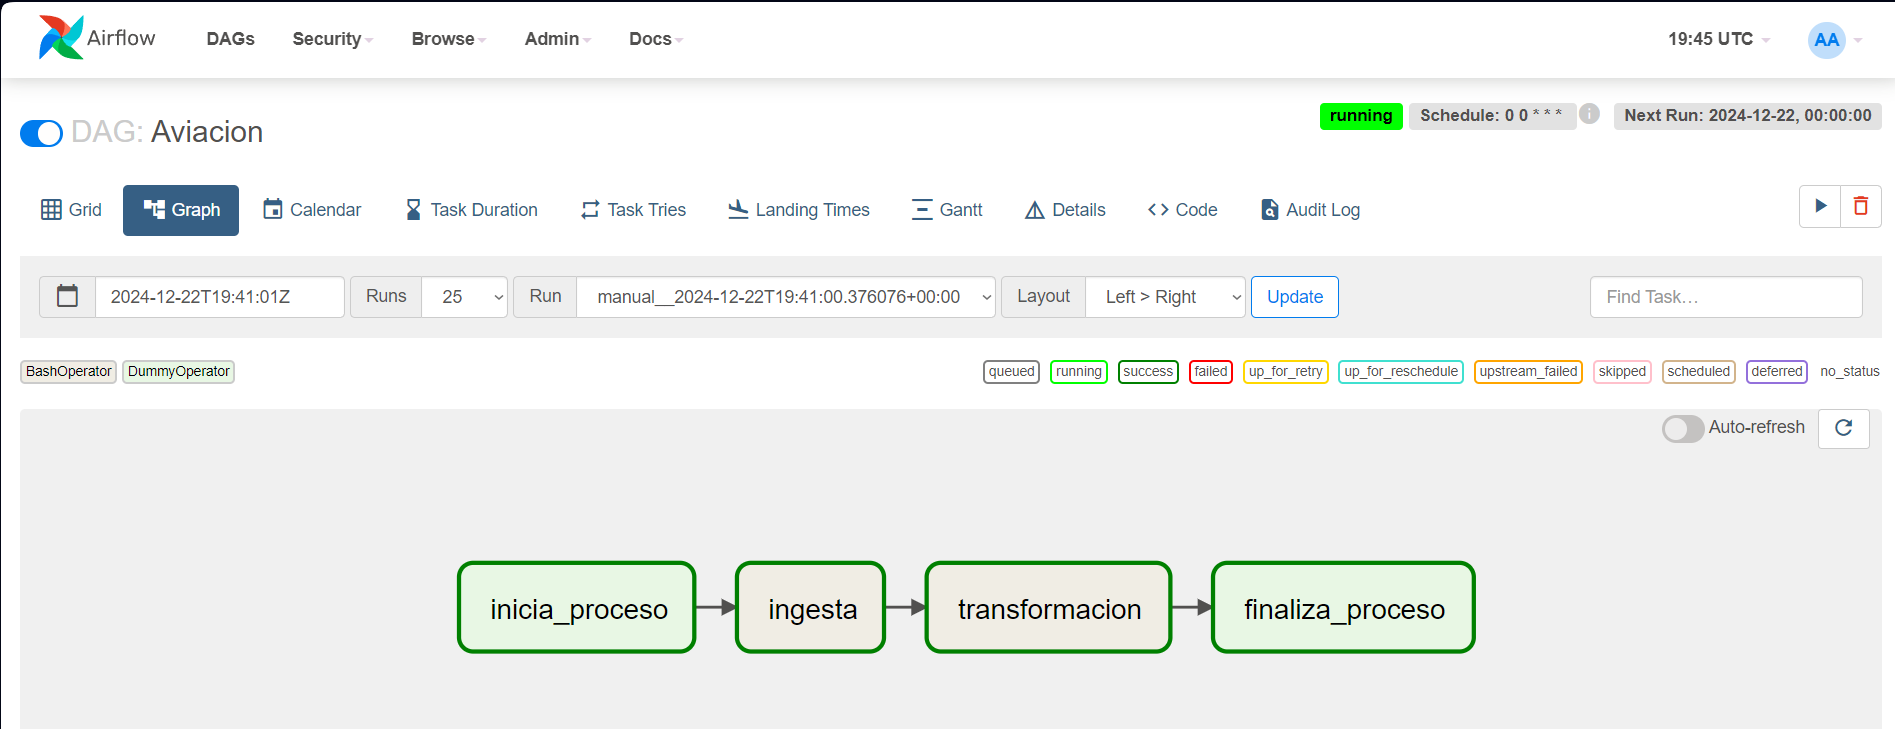 Airflow DAGs Security Browse Admin Docs 19:45 UTC AA
DAG: Aviacion running Schedule: 0 0 * * * i Next Run: 2024-12-22, 00:00:00
Grid Graph Calendar Task Duration Task Tries Landing Times Gantt Details Code Audit Log
2024-12-22T19:41:01Z Runs 25 Run manual__2024-12-22T19:41:00.376076+00:00 Layout Left > Right Update Find Task…
BashOperator DummyOperator queued running success failed up_for_retry up_for_reschedule upstream_failed skipped scheduled deferred no_status
Auto-refresh
inicia_proceso ingesta transformacion finaliza_proceso